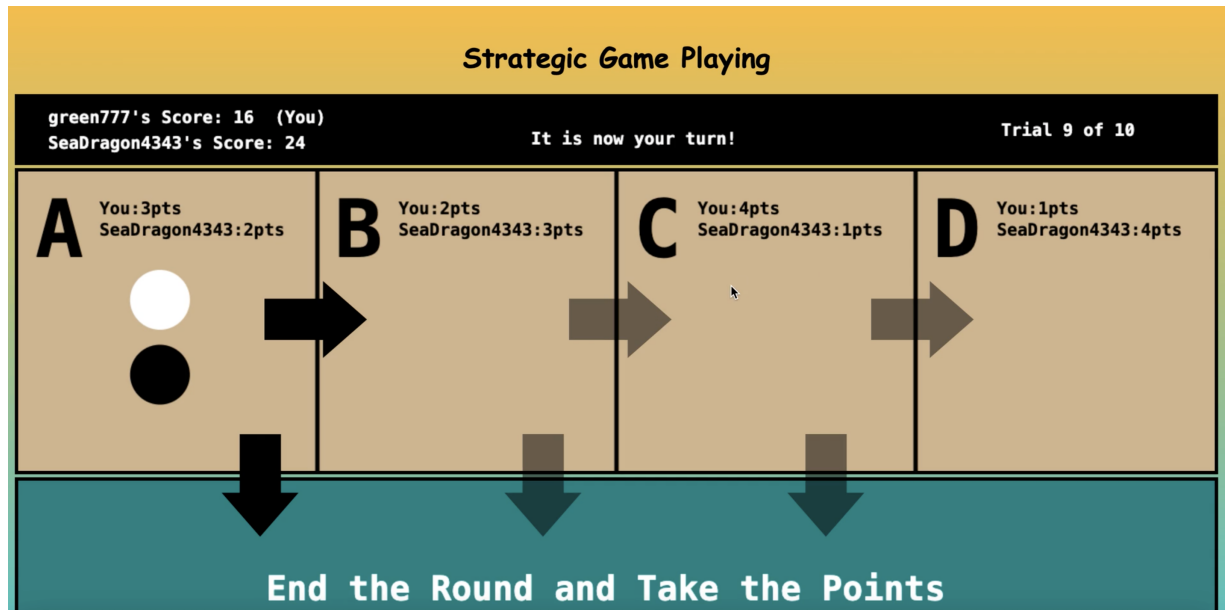 Strategic Game Playing
green777's Score: 16  (You)
SeaDragon4343's Score: 24
It is now your turn!
Trial 9 of 10
A
You:3pts
SeaDragon4343:2pts
B
You:2pts
SeaDragon4343:3pts
C
You:4pts
SeaDragon4343:1pts
D
You:1pts
SeaDragon4343:4pts
End the Round and Take the Points